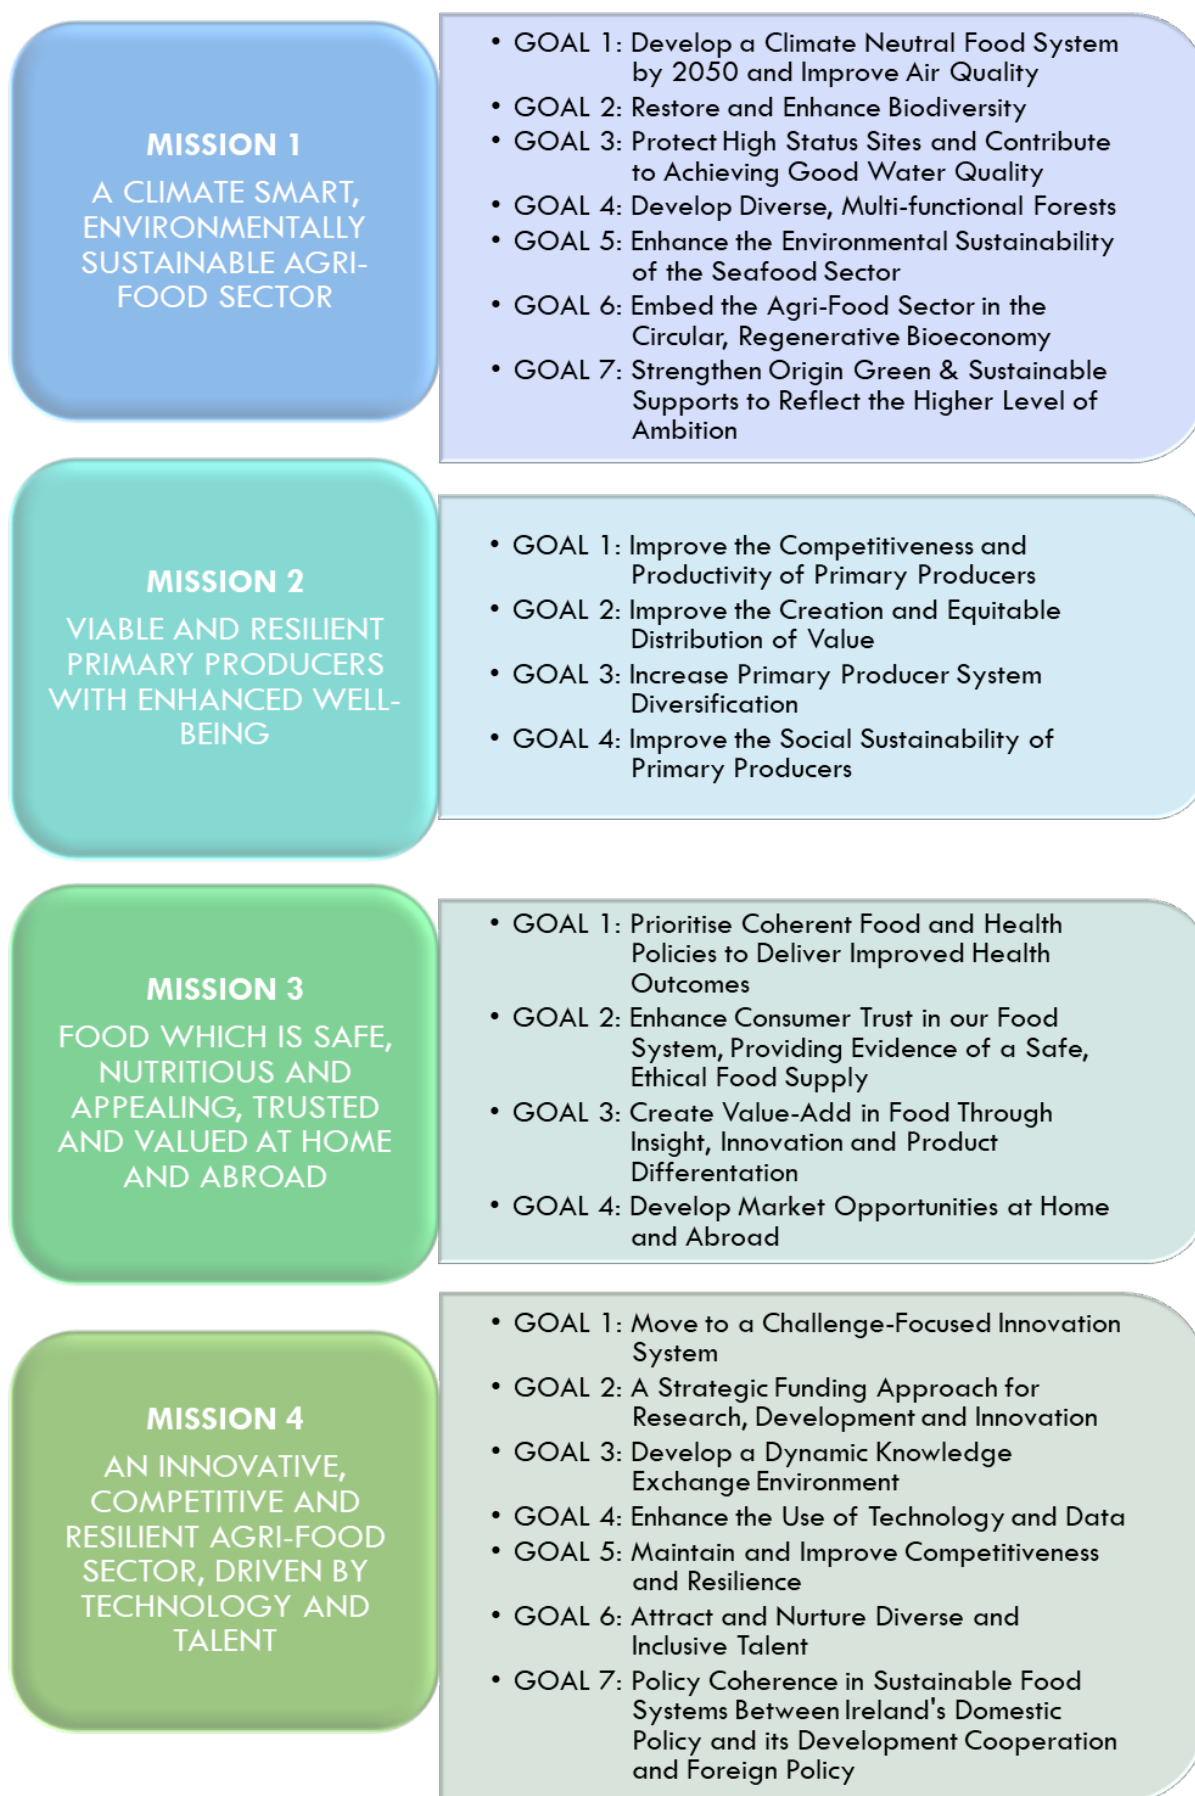 MISSION 1
A CLIMATE SMART,
ENVIRONMENTALLY
SUSTAINABLE AGRI-
FOOD SECTOR
• GOAL 1: Develop a Climate Neutral Food System
by 2050 and Improve Air Quality
• GOAL 2: Restore and Enhance Biodiversity
• GOAL 3: Protect High Status Sites and Contribute
to Achieving Good Water Quality
• GOAL 4: Develop Diverse, Multi-functional Forests
• GOAL 5: Enhance the Environmental Sustainability
of the Seafood Sector
• GOAL 6: Embed the Agri-Food Sector in the
Circular, Regenerative Bioeconomy
• GOAL 7: Strengthen Origin Green & Sustainable
Supports to Reflect the Higher Level of
Ambition
MISSION 2
VIABLE AND RESILIENT
PRIMARY PRODUCERS
WITH ENHANCED WELL-
BEING
• GOAL 1: Improve the Competitiveness and
Productivity of Primary Producers
• GOAL 2: Improve the Creation and Equitable
Distribution of Value
• GOAL 3: Increase Primary Producer System
Diversification
• GOAL 4: Improve the Social Sustainability of
Primary Producers
MISSION 3
FOOD WHICH IS SAFE,
NUTRITIOUS AND
APPEALING, TRUSTED
AND VALUED AT HOME
AND ABROAD
• GOAL 1: Prioritise Coherent Food and Health
Policies to Deliver Improved Health
Outcomes
• GOAL 2: Enhance Consumer Trust in our Food
System, Providing Evidence of a Safe,
Ethical Food Supply
• GOAL 3: Create Value-Add in Food Through
Insight, Innovation and Product
Differentation
• GOAL 4: Develop Market Opportunities at Home
and Abroad
MISSION 4
AN INNOVATIVE,
COMPETITIVE AND
RESILIENT AGRI-FOOD
SECTOR, DRIVEN BY
TECHNOLOGY AND
TALENT
• GOAL 1: Move to a Challenge-Focused Innovation
System
• GOAL 2: A Strategic Funding Approach for
Research, Development and Innovation
• GOAL 3: Develop a Dynamic Knowledge
Exchange Environment
• GOAL 4: Enhance the Use of Technology and Data
• GOAL 5: Maintain and Improve Competitiveness
and Resilience
• GOAL 6: Attract and Nurture Diverse and
Inclusive Talent
• GOAL 7: Policy Coherence in Sustainable Food
Systems Between Ireland's Domestic
Policy and its Development Cooperation
and Foreign Policy